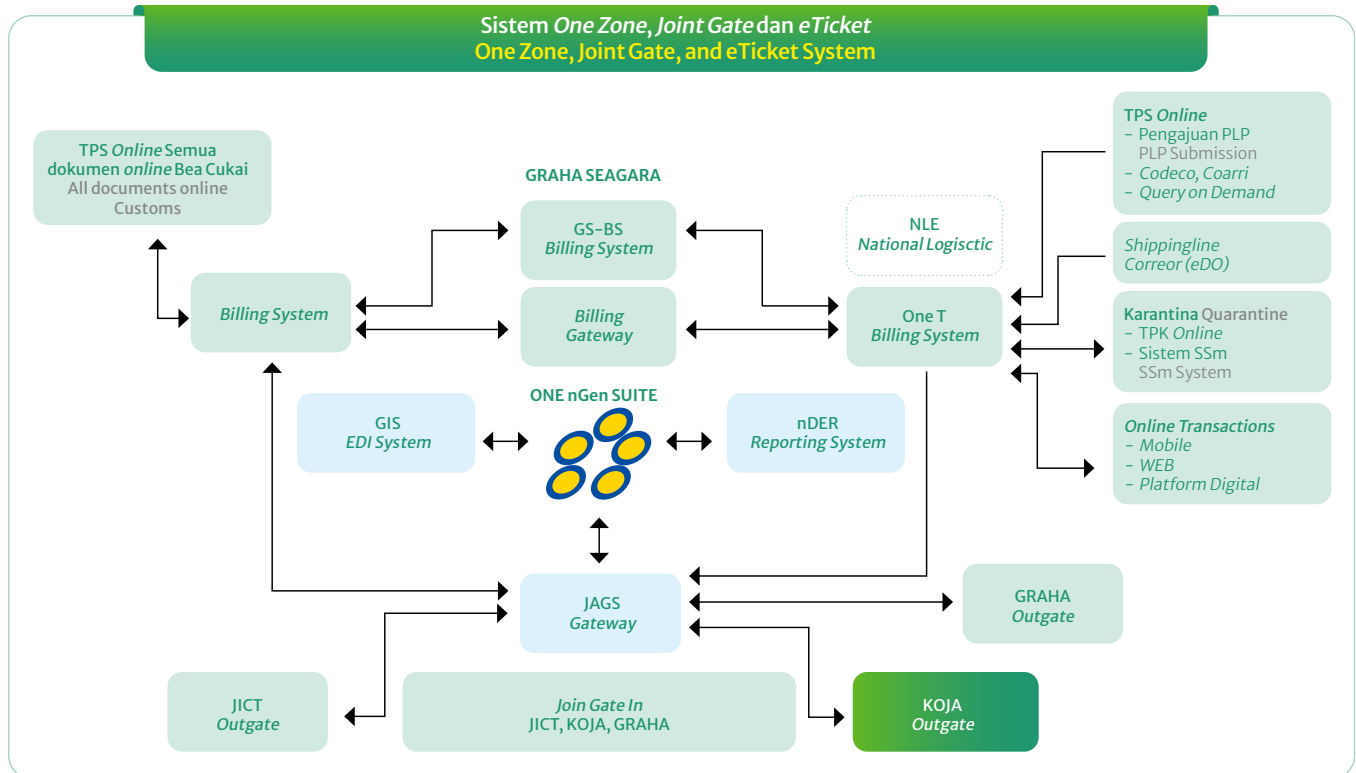 Sistem One Zone, Joint Gate dan eTicket
One Zone, Joint Gate, and eTicket System
TPS Online Semua
dokumen online Bea Cukai
All documents online
Customs
GRAHA SEAGARA
GS-BS
Billing System
NLE
National Logisctic
TPS Online
- Pengajuan PLP
PLP Submission
- Codeco, Coarri
- Query on Demand
Shippingline
Correor (eDO)
Billing System
Billing
Gateway
One T
Billing System
Karantina Quarantine
- TPK Online
- Sistem SSm
SSm System
ONE nGen SUITE
GIS
EDI System
nDER
Reporting System
Online Transactions
- Mobile
- WEB
- Platform Digital
JAGS
Gateway
GRAHA
Outgate
JICT
Outgate
Join Gate In
JICT, KOJA, GRAHA
KOJA
Outgate